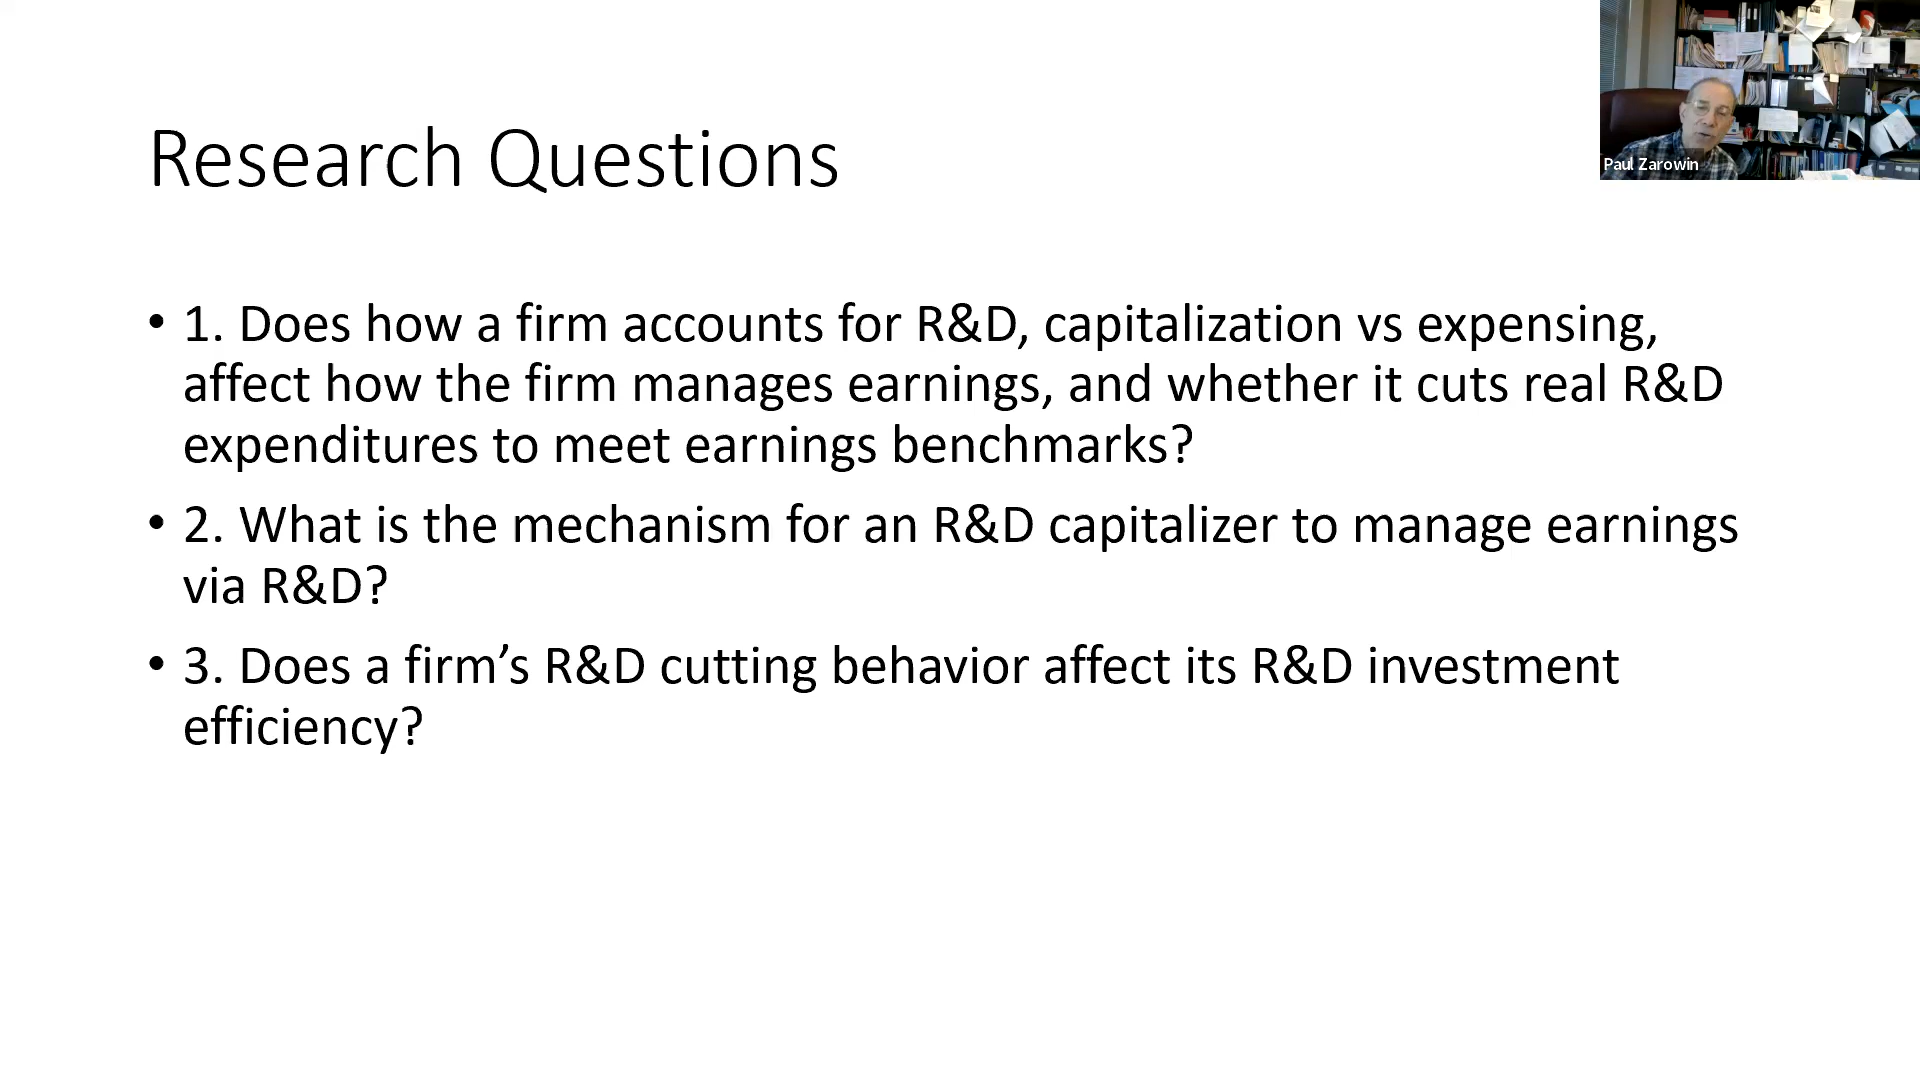 Research Questions
Paul Zarowin
• 1. Does how a firm accounts for R&D, capitalization vs expensing,
affect how the firm manages earnings, and whether it cuts real R&D
expenditures to meet earnings benchmarks?
• 2. What is the mechanism for an R&D capitalizer to manage earnings
via R&D?
• 3. Does a firm’s R&D cutting behavior affect its R&D investment
efficiency?